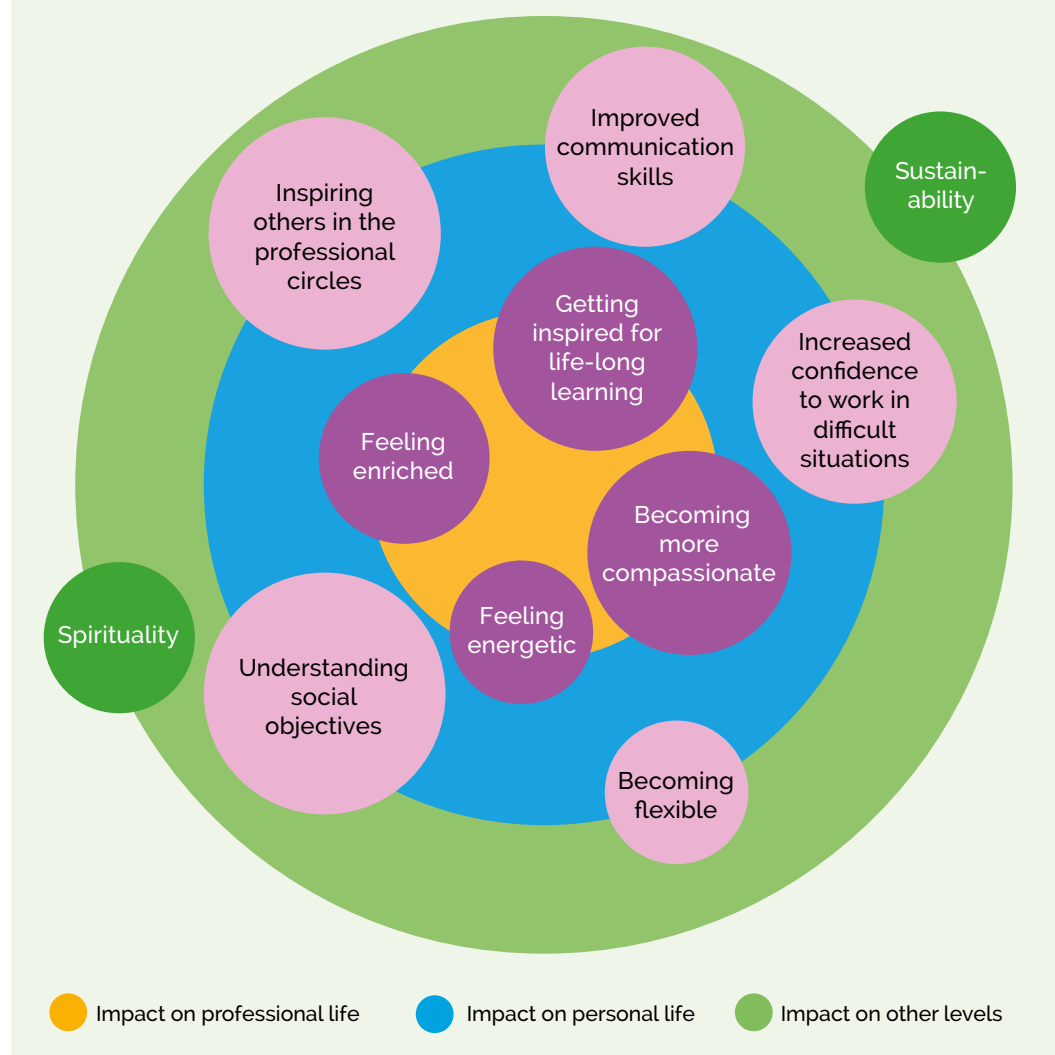 Improved
communication
skills
Sustain-
ability
Inspiring
others in the
professional
circles
Getting
inspired for
life-long
learning
Increased
confidence
to work in
difficult
situations
Feeling
enriched
Becoming
more
compassionate
Spirituality
Feeling
energetic
Understanding
social
objectives
Becoming
flexible
Impact on professional life
Impact on personal life
Impact on other levels